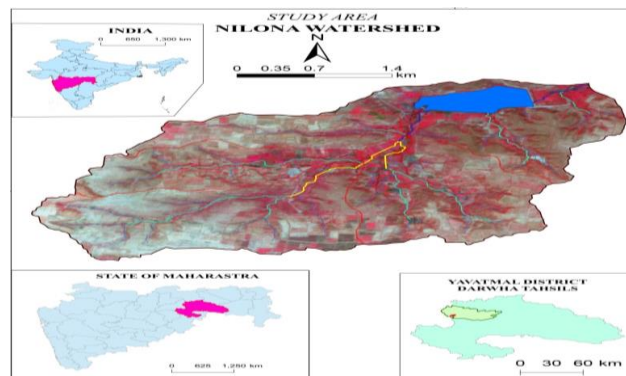 STUDY AREA
NILONA WATERSHED
N
0 0.35 0.7 1.4
km
INDIA
0 650 1,300 km
STATE OF MAHARASTRA
0 625 1,250 km
YAVATMAL DISTRICT
DARWHA TAHSILS
0 30 60 km